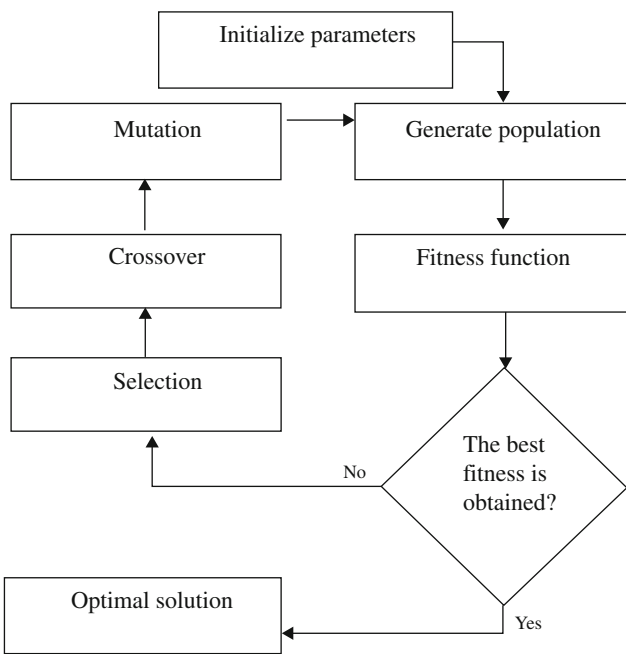 Initialize parameters
Mutation
Generate population
Crossover
Fitness function
Selection
The best
fitness is
obtained?
No
Optimal solution
Yes